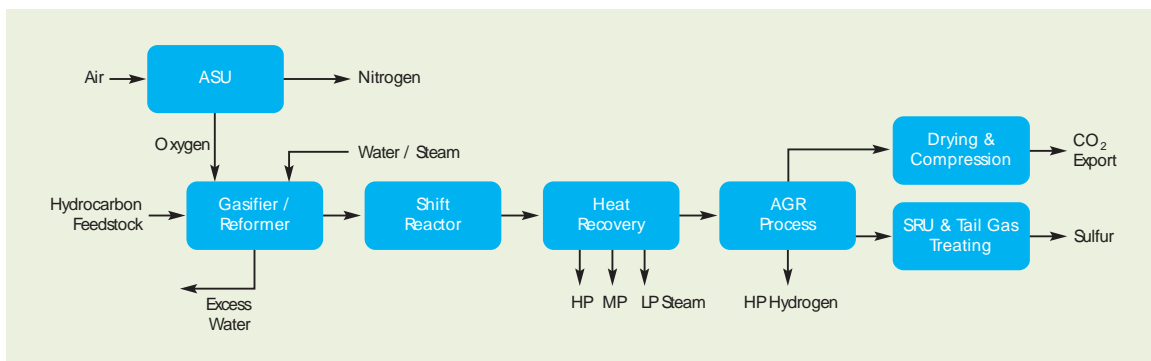 Air
ASU
Nitrogen
Oxygen
Water / Steam
Hydrocarbon
Feedstock
Gasifier /
Reformer
Shift
Reactor
Heat
Recovery
AGR
Process
Drying &
Compression
CO2
Export
SRU & Tail Gas
Treating
Sulfur
Excess
Water
HP MP LP Steam
HP Hydrogen